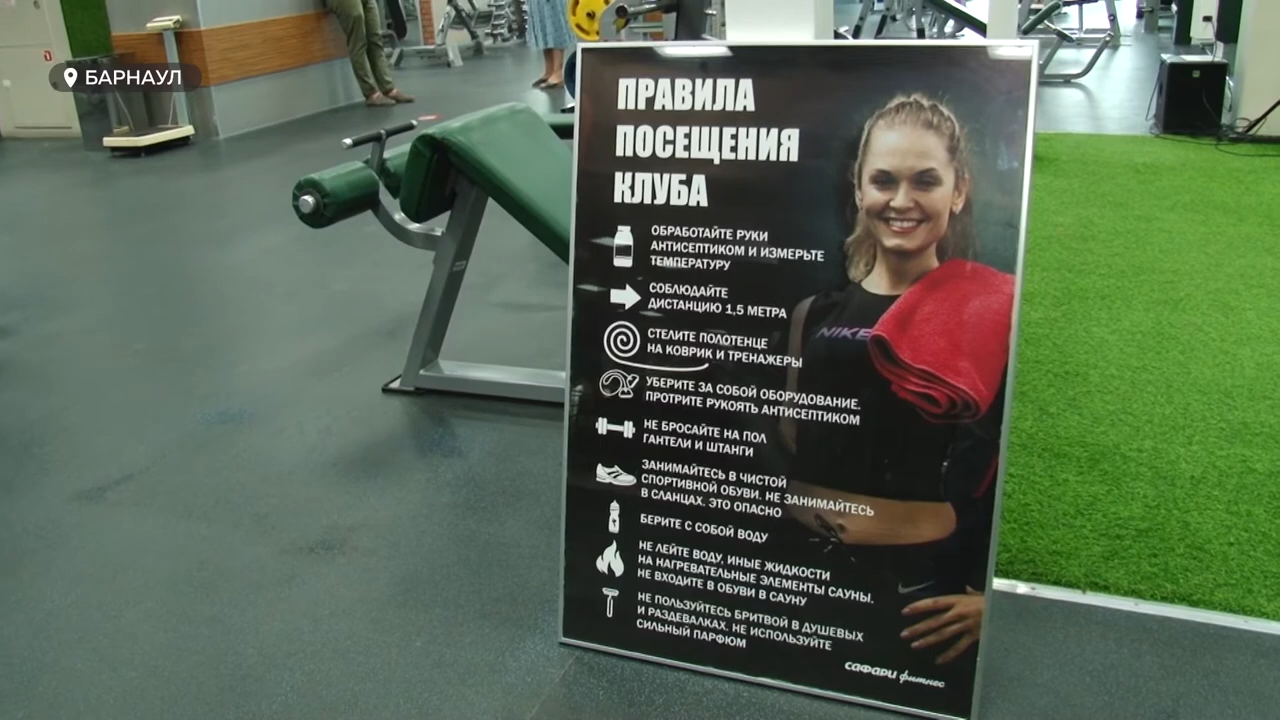 БАРНАУЛ
ПРАВИЛА
ПОСЕЩЕНИЯ
КЛУБА
ОБРАБОТАЙТЕ РУКИ
АНТИСЕПТИКОМ И ИЗМЕРЬТЕ
ТЕМПЕРАТУРУ
СОБЛЮДАЙТЕ
ДИСТАНЦИЮ 1,5 МЕТРА
СТЕЛИТЕ ПОЛОТЕНЦЕ
НА КОВРИК И ТРЕНАЖЕРЫ
УБЕРИТЕ ЗА СОБОЙ ОБОРУДОВАНИЕ.
ПРОТРИТЕ РУКОЯТЬ АНТИСЕПТИКОМ
НЕ БРОСАЙТЕ НА ПОЛ
ГАНТЕЛИ И ШТАНГИ
ЗАНИМАЙТЕСЬ В ЧИСТОЙ
СПОРТИВНОЙ ОБУВИ. НЕ ЗАНИМАЙТЕСЬ
В СЛАНЦАХ. ЭТО ОПАСНО
БЕРИТЕ С СОБОЙ ВОДУ
НЕ ЛЕЙТЕ ВОДУ, ИНЫЕ ЖИДКОСТИ
НА НАГРЕВАТЕЛЬНЫЕ ЭЛЕМЕНТЫ САУНЫ.
НЕ ВХОДИТЕ В ОБУВИ В САУНУ
НЕ ПОЛЬЗУЙТЕСЬ БРИТВОЙ В ДУШЕВЫХ
И РАЗДЕВАЛКАХ. НЕ ИСПОЛЬЗУЙТЕ
СИЛЬНЫЙ ПАРФЮМ
NIKE
САФАРИ фитнес